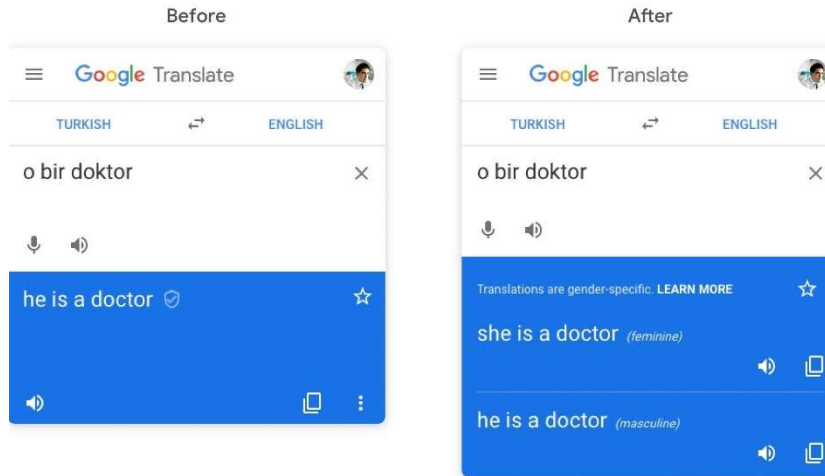 Before
Google Translate
TURKISH ENGLISH
o bir doktor
he is a doctor
After
Google Translate
TURKISH ENGLISH
o bir doktor
Translations are gender-specific. LEARN MORE
she is a doctor (feminine)
he is a doctor (masculine)